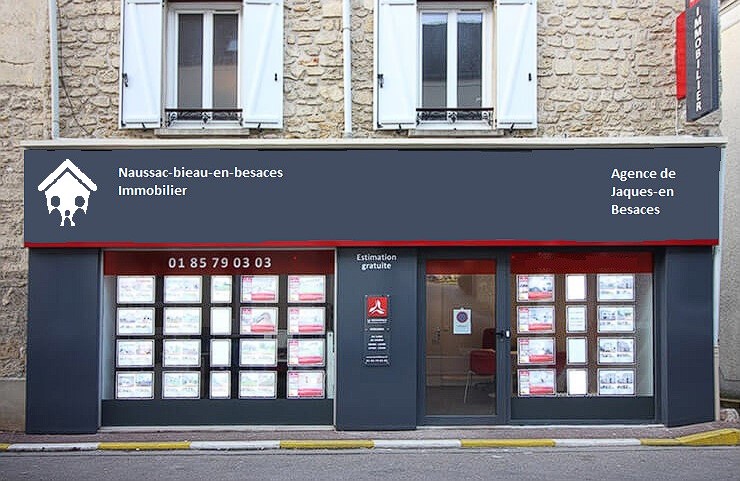 IMMOBILIER
Naussac-bieau-en-besaces
Immobilier
Agence de
Jaques-en
Besaces
01 85 79 03 03
Estimation
gratuite